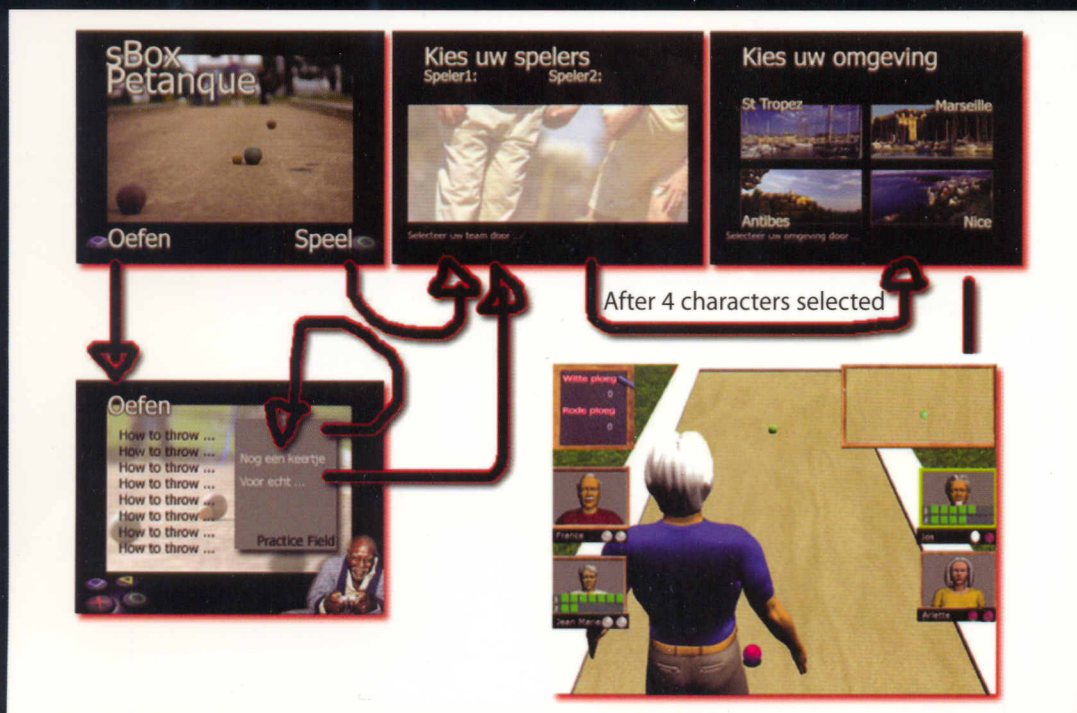 sBox
Petanque
Oefen
Speel
Kies uw spelers
Speler1:
Speler2:
Selecteer uw team door ...
Kies uw omgeving
St Tropez
Marseille
Antibes
Nice
Selecteer uw omgeving door ...
After 4 characters selected
Oefen
How to throw ...
How to throw ...
How to throw ...
How to throw ...
How to throw ...
How to throw ...
How to throw ...
How to throw ...
Nog een keertje
Voor echt ...
Practice Field
Witte ploeg
0
Rode ploeg
0
France
Jos
Jean Marie
Arlette